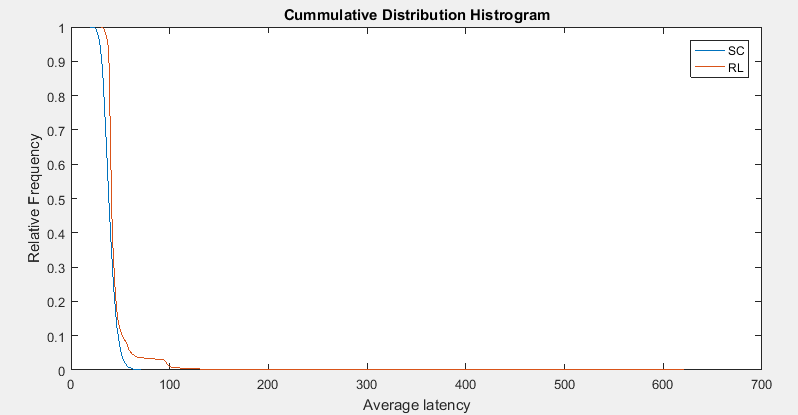 Cummulative Distribution Histrogram
SC
RL
1
0.9
0.8
0.7
0.6
0.5
0.4
0.3
0.2
0.1
0
Relative Frequency
0 100 200 300 400 500 600 700
Average latency